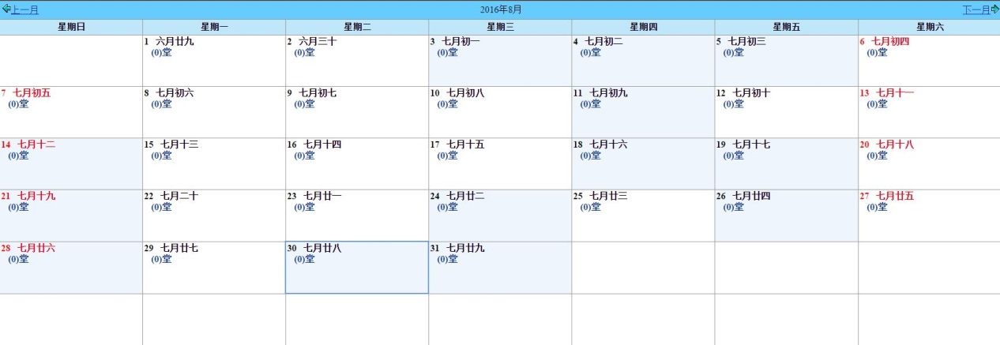 上一月 2016年8月 下一月
星期日 星期一 星期二 星期三 星期四 星期五 星期六
1 六月廿九 2 六月三十 3 七月初一 4 七月初二 5 七月初三 6 七月初四
(0)堂 (0)堂 (0)堂 (0)堂 (0)堂 (0)堂
7 七月初五 8 七月初六 9 七月初七 10 七月初八 11 七月初九 12 七月初十 13 七月十一
(0)堂 (0)堂 (0)堂 (0)堂 (0)堂 (0)堂 (0)堂
14 七月十二 15 七月十三 16 七月十四 17 七月十五 18 七月十六 19 七月十七 20 七月十八
(0)堂 (0)堂 (0)堂 (0)堂 (0)堂 (0)堂 (0)堂
21 七月十九 22 七月二十 23 七月廿一 24 七月廿二 25 七月廿三 26 七月廿四 27 七月廿五
(0)堂 (0)堂 (0)堂 (0)堂 (0)堂 (0)堂 (0)堂
28 七月廿六 29 七月廿七 30 七月廿八 31 七月廿九
(0)堂 (0)堂 (0)堂 (0)堂